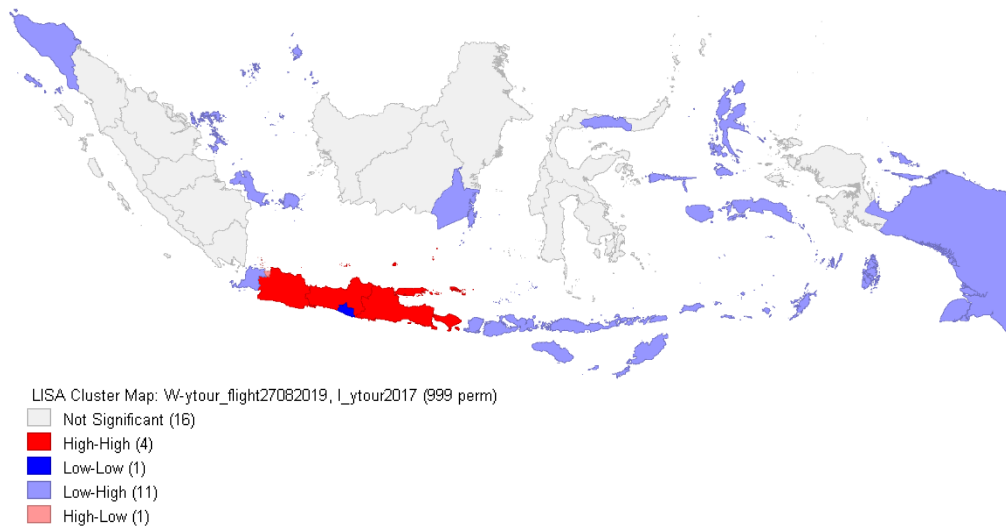 LISA Cluster Map: W-ytour_flight27082019, I_ytour2017 (999 perm)
Not Significant (16)
High-High (4)
Low-Low (1)
Low-High (11)
High-Low (1)